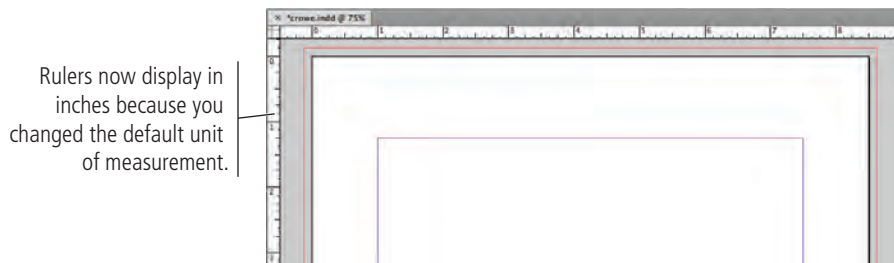 *crowe.indd @ 75%
0 1 2 3 4 5 6 7 8
0
1
2
3
Rulers now display in
inches because you
changed the default unit
of measurement.